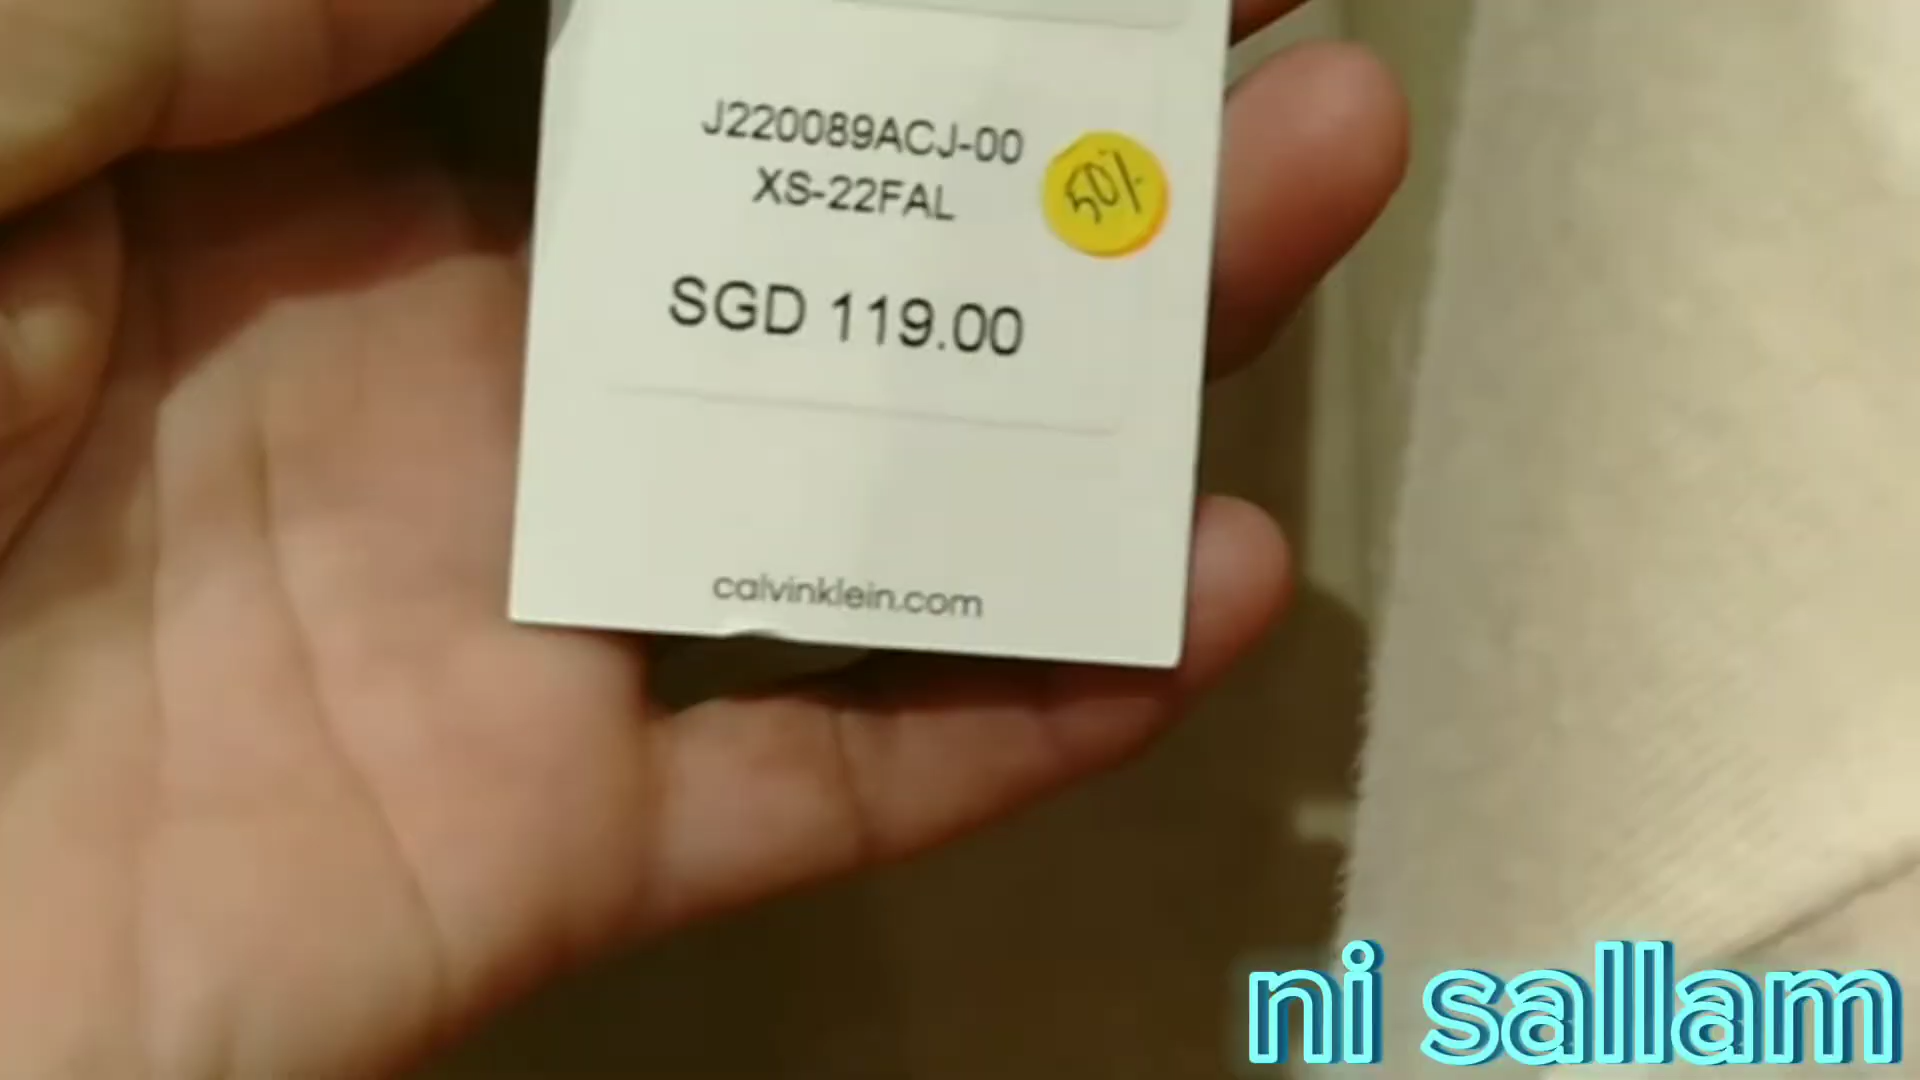 J220089ACJ-00
XS-22FAL
50%
SGD 119.00
calvinklein.com
ni sallam